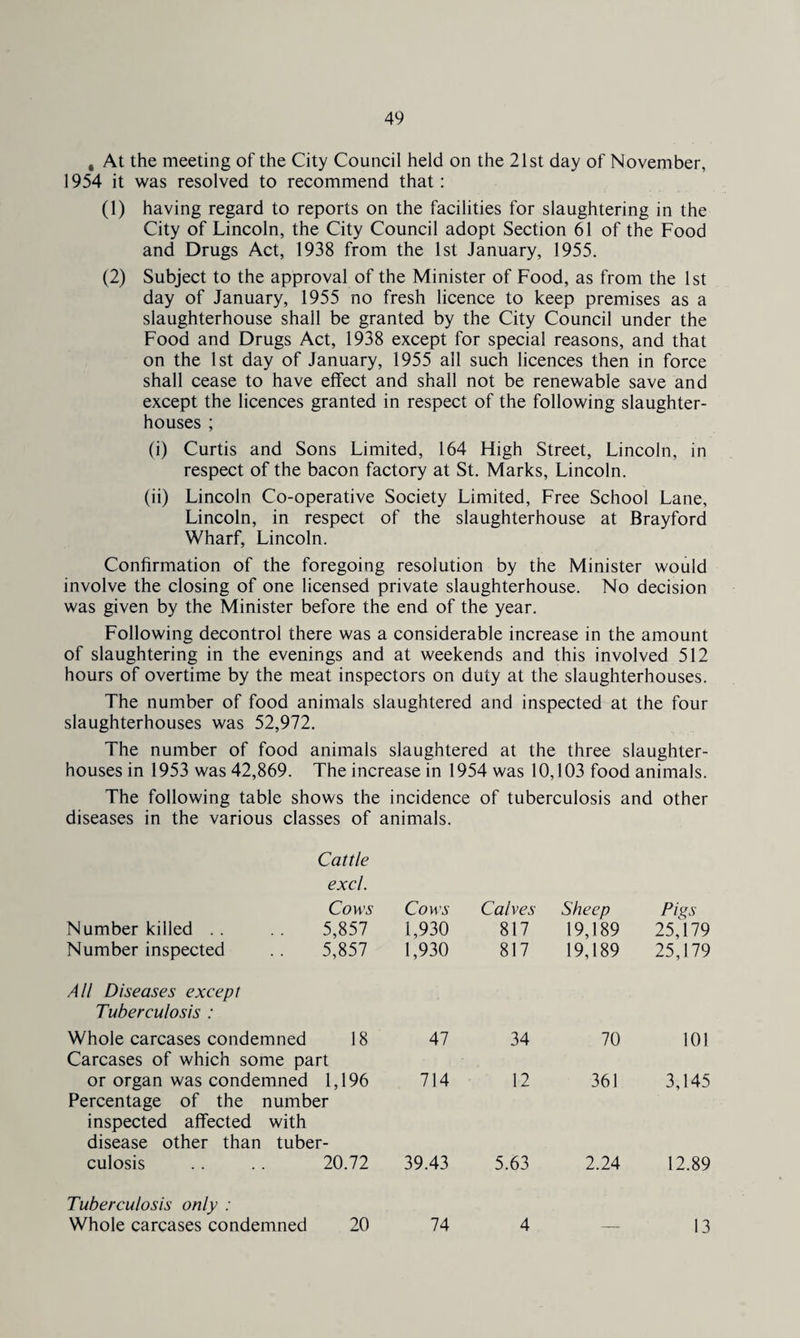 49
At the meeting of the City Council held on the 21st day of November,
1954 it was resolved to recommend that :
(1) having regard to reports on the facilities for slaughtering in the
City of Lincoln, the City Council adopt Section 61 of the Food
and Drugs Act, 1938 from the 1st January, 1955.
(2) Subject to the approval of the Minister of Food, as from the 1st
day of January, 1955 no fresh licence to keep premises as a
slaughterhouse shall be granted by the City Council under the
Food and Drugs Act, 1938 except for special reasons, and that
on the 1st day of January, 1955 all such licences then in force
shall cease to have effect and shall not be renewable save and
except the licences granted in respect of the following slaughter-
houses ;
(i) Curtis and Sons Limited, 164 High Street, Lincoln, in
respect of the bacon factory at St. Marks, Lincoln.
(ii) Lincoln Co-operative Society Limited, Free School Lane,
Lincoln, in respect of the slaughterhouse at Brayford
Wharf, Lincoln.
Confirmation of the foregoing resolution by the Minister would
involve the closing of one licensed private slaughterhouse. No decision
was given by the Minister before the end of the year.
Following decontrol there was a considerable increase in the amount
of slaughtering in the evenings and at weekends and this involved 512
hours of overtime by the meat inspectors on duty at the slaughterhouses.
The number of food animals slaughtered and inspected at the four
slaughterhouses was 52,972.
The number of food animals slaughtered at the three slaughter-
houses in 1953 was 42,869. The increase in 1954 was 10,103 food animals.
The following table shows the incidence of tuberculosis and other
diseases in the various classes of animals.
Cattle
excl.
Cows Cows Calves Sheep Pigs
Number killed . . . . 5,857 1,930 817 19,189 25,179
Number inspected . . 5,857 1,930 817 19,189 25,179
All Diseases except
Tuberculosis :
Whole carcases condemned 18 47 34 70 101
Carcases of which some part
or organ was condemned 1,196 714 12 361 3,145
Percentage of the number
inspected affected with
disease other than tuber-
culosis . . . . 20.72 39.43 5.63 2.24 12.89
Tuberculosis only :
Whole carcases condemned 20 74 4 — 13